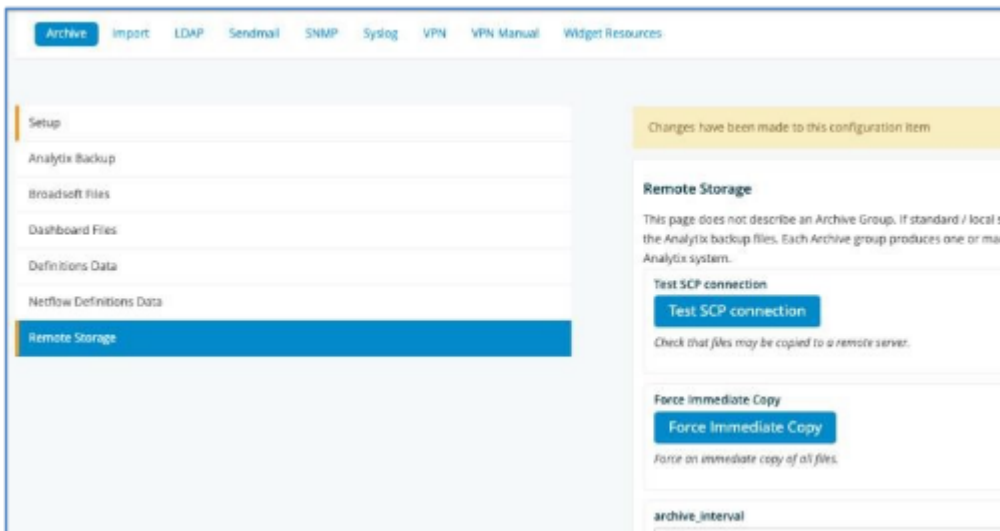 Archive Import LDAP Sendmail SNMP Syslog VPN VPN Manual Widget Resources
Setup
Analytix Backup
Broadsoft Files
Dashboard Files
Definitions Data
Netflow Definitions Data
Remote Storage
Changes have been made to this configuration item
Remote Storage
This page does not describe an Archive Group. If standard / local
the Analytix backup files. Each Archive group produces one or
Analytix system.
Test SCP connection
Test SCP connection
Check that files may be copied to a remote server.
Force Immediate Copy
Force Immediate Copy
Force an immediate copy of all files.
archive_interval